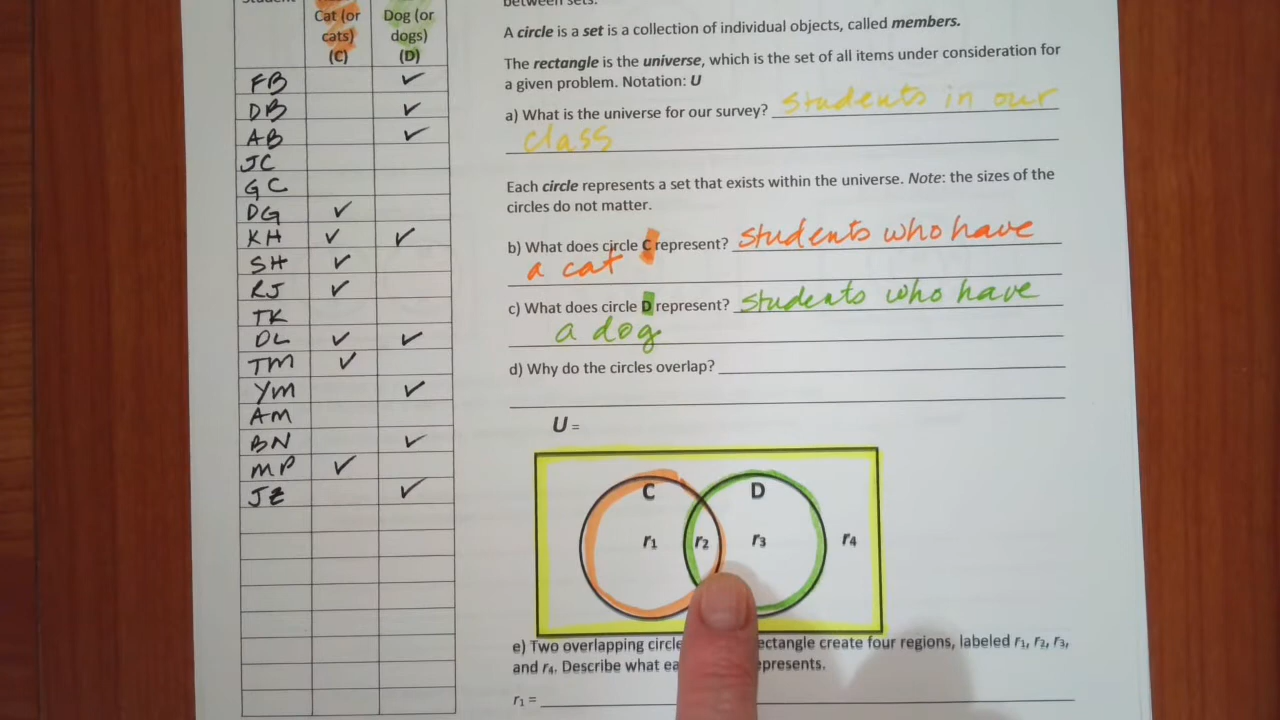 Cat (or
cats)
(C)
Dog (or
dogs)
(D)
FB ✓
DB ✓
AB ✓
JC
GC
DG ✓
KH ✓ ✓
SH ✓
RJ ✓
TK
DL ✓ ✓
TM ✓
YM ✓
AM
BN ✓
MP ✓
JZ ✓
between sets.
A circle is a set is a collection of individual objects, called members.
The rectangle is the universe, which is the set of all items under consideration for
a given problem. Notation: U
a) What is the universe for our survey? students in our
class
Each circle represents a set that exists within the universe. Note: the sizes of the
circles do not matter.
b) What does circle C represent? students who have
a cat
c) What does circle D represent? students who have
a dog
d) Why do the circles overlap?
U =
C D
r1 r2 r3 r4
e) Two overlapping circle ectangle create four regions, labeled r1, r2, r3,
and r4. Describe what ea presents.
r1 =